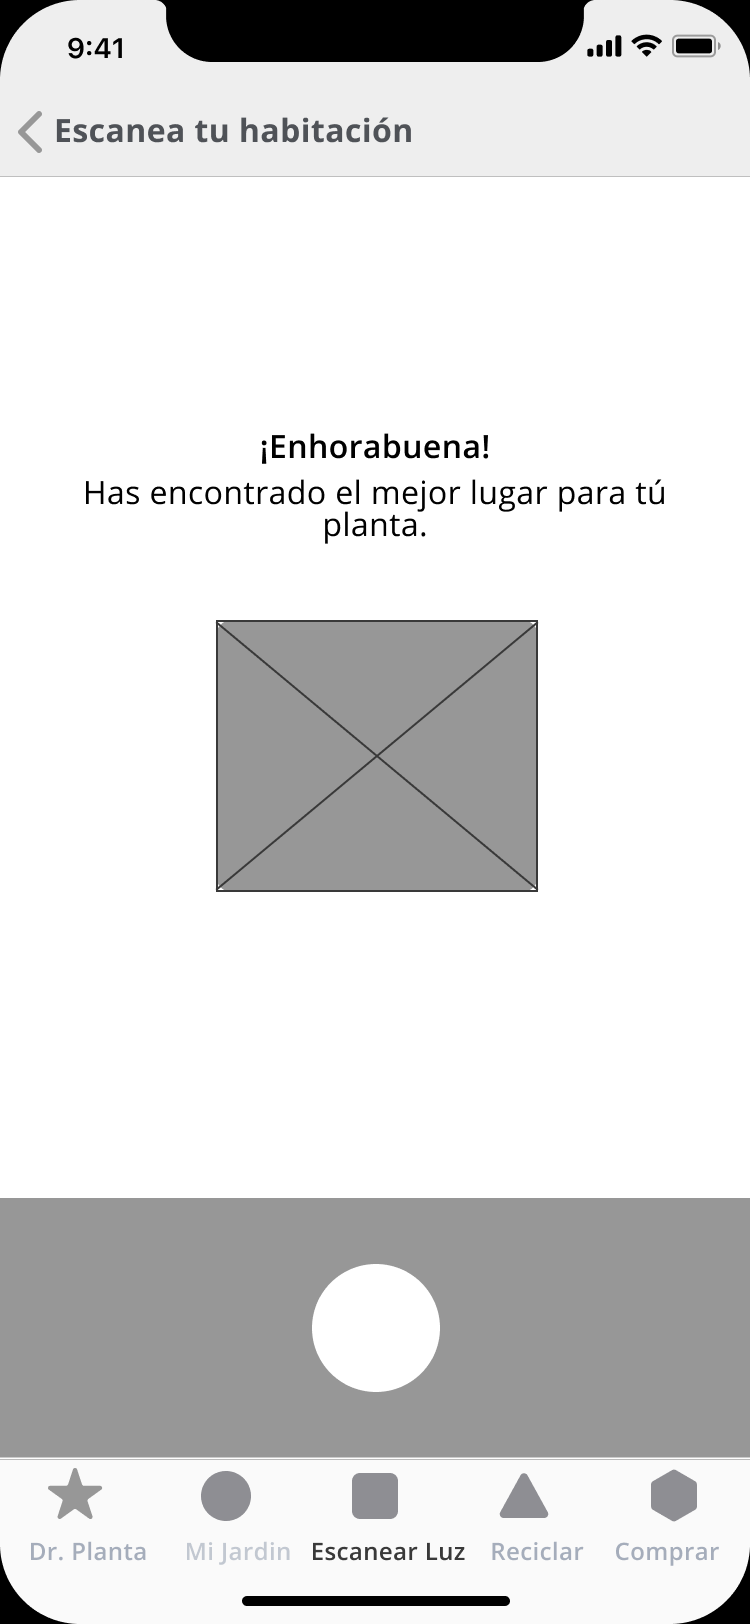 9:41
Escanea tu habitación
¡Enhorabuena!
Has encontrado el mejor lugar para tú
planta.
Dr. Planta Mi Jardin Escanear Luz Reciclar Comprar